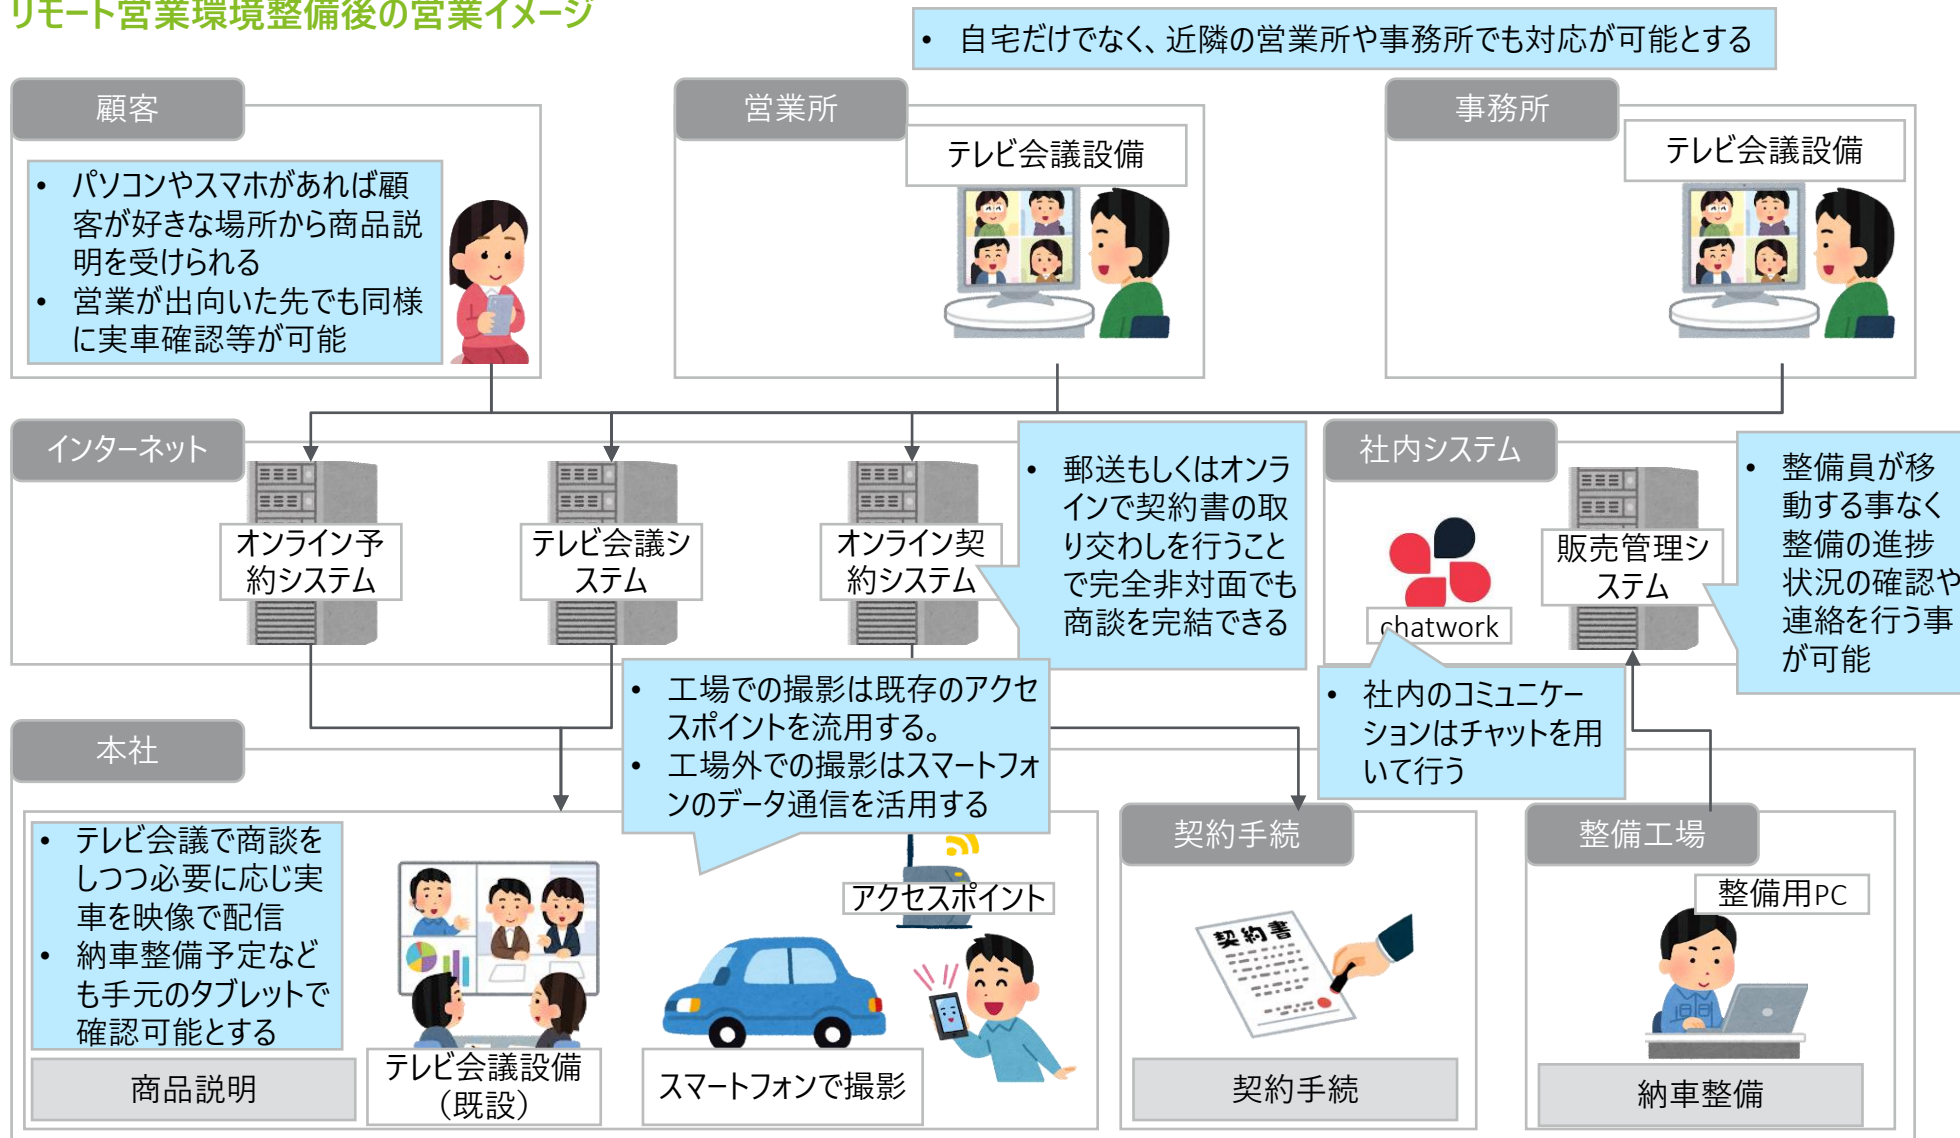 リモート営業環境整備後の営業イメージ
• 自宅だけでなく、近隣の営業所や事務所でも対応が可能とする
顧客
• パソコンやスマホがあれば顧
客が好きな場所から商品説
明を受けられる
• 営業が出向いた先でも同様
に実車確認等が可能
営業所
テレビ会議設備
事務所
テレビ会議設備
インターネット
オンライン予
約システム
テレビ会議シ
ステム
オンライン契
約システム
• 郵送もしくはオンラ
インで契約書の取
り交わしを行うこと
で完全非対面でも
商談を完結できる
社内システム
chatwork
販売管理シ
ステム
• 整備員が移
動する事なく
整備の進捗
状況の確認や
連絡を行う事
が可能
• 社内のコミュニケー
ションはチャットを用
いて行う
• 工場での撮影は既存のアクセ
スポイントを流用する。
• 工場外での撮影はスマートフォ
ンのデータ通信を活用する
本社
• テレビ会議で商談を
しつつ必要に応じ実
車を映像で配信
• 納車整備予定など
も手元のタブレットで
確認可能とする
商品説明
テレビ会議設備
（既設）
アクセスポイント
スマートフォンで撮影
契約手続
契約書
契約手続
整備工場
整備用PC
納車整備